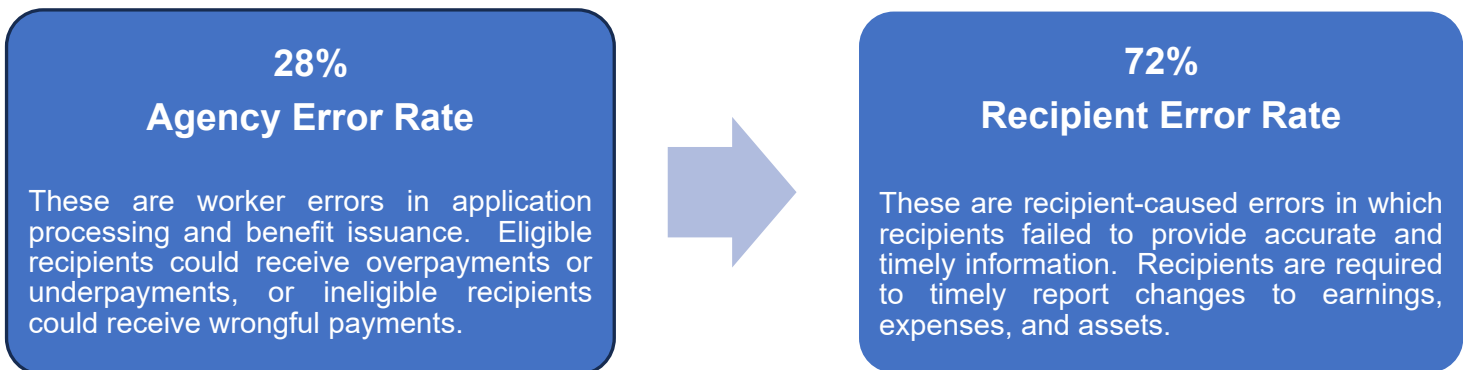 28%
Agency Error Rate
These are worker errors in application
processing and benefit issuance. Eligible
recipients could receive overpayments or
underpayments, or ineligible recipients
could receive wrongful payments.
72%
Recipient Error Rate
These are recipient-caused errors in which
recipients failed to provide accurate and
timely information. Recipients are required
to timely report changes to earnings,
expenses, and assets.